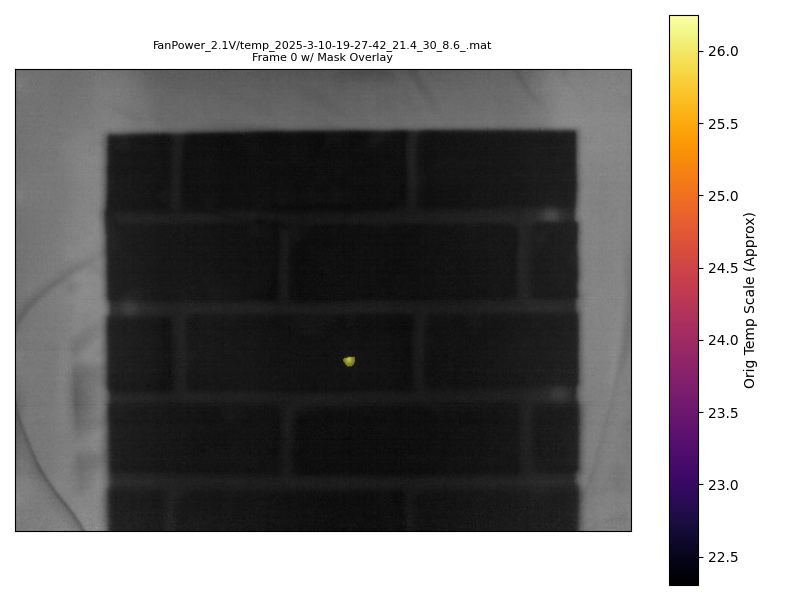 FanPower_2.1V/temp_2025-3-10-19-27-42_21.4_30_8.6_.mat
Frame 0 w/ Mask Overlay
26.0
25.5
25.0
24.5
24.0
23.5
23.0
22.5
Orig Temp Scale (Approx)